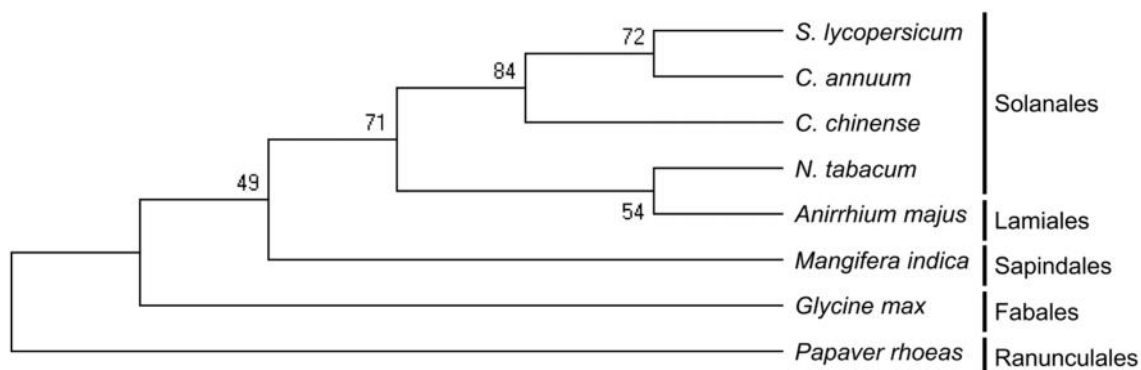 S. lycopersicum
72
C. annuum
84
Solanales
C. chinense
71
N. tabacum
49
54
Anirrhium majus
Lamiales
Mangifera indica
Sapindales
Glycine max
Fabales
Papaver rhoeas
Ranunculales